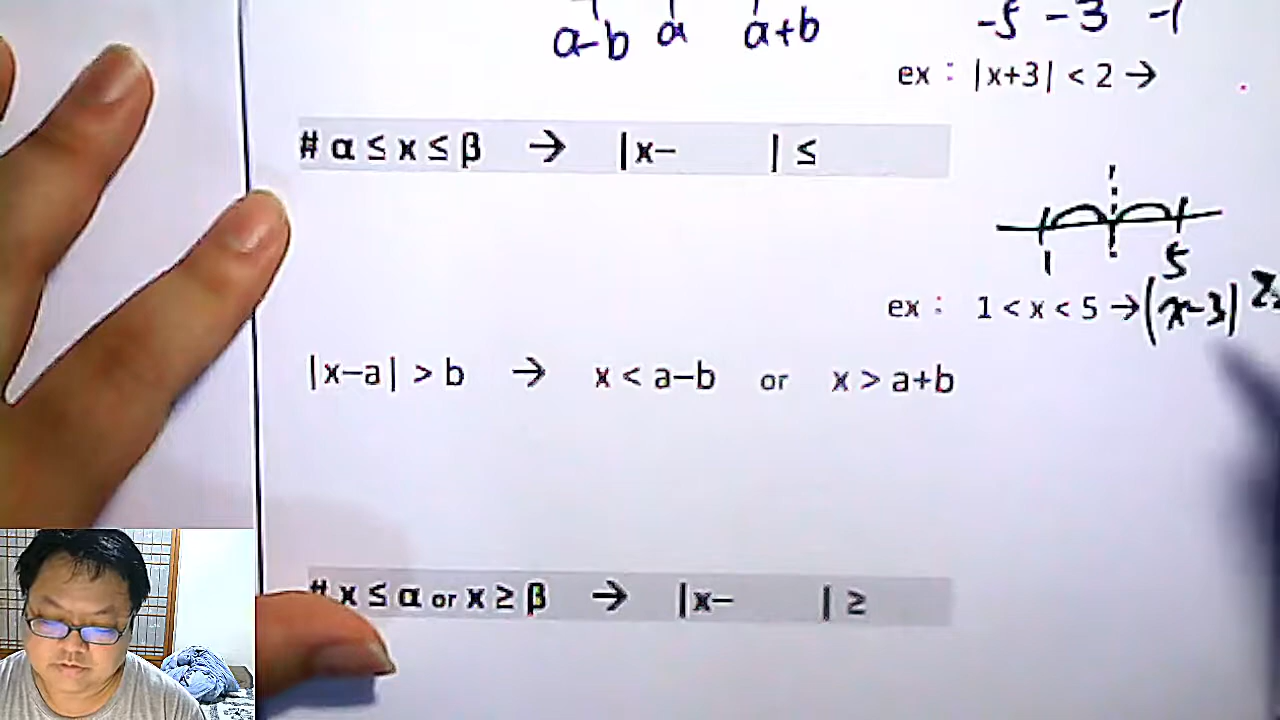 a-b a a+b
-5 -3 -1
ex : |x+3| < 2 →
# α ≤ x ≤ β → |x- | ≤
1 5
ex : 1 < x < 5 → |x-3|
|x-a| > b → x < a-b or x > a+b
# x ≤ α or x ≥ β → |x- | ≥